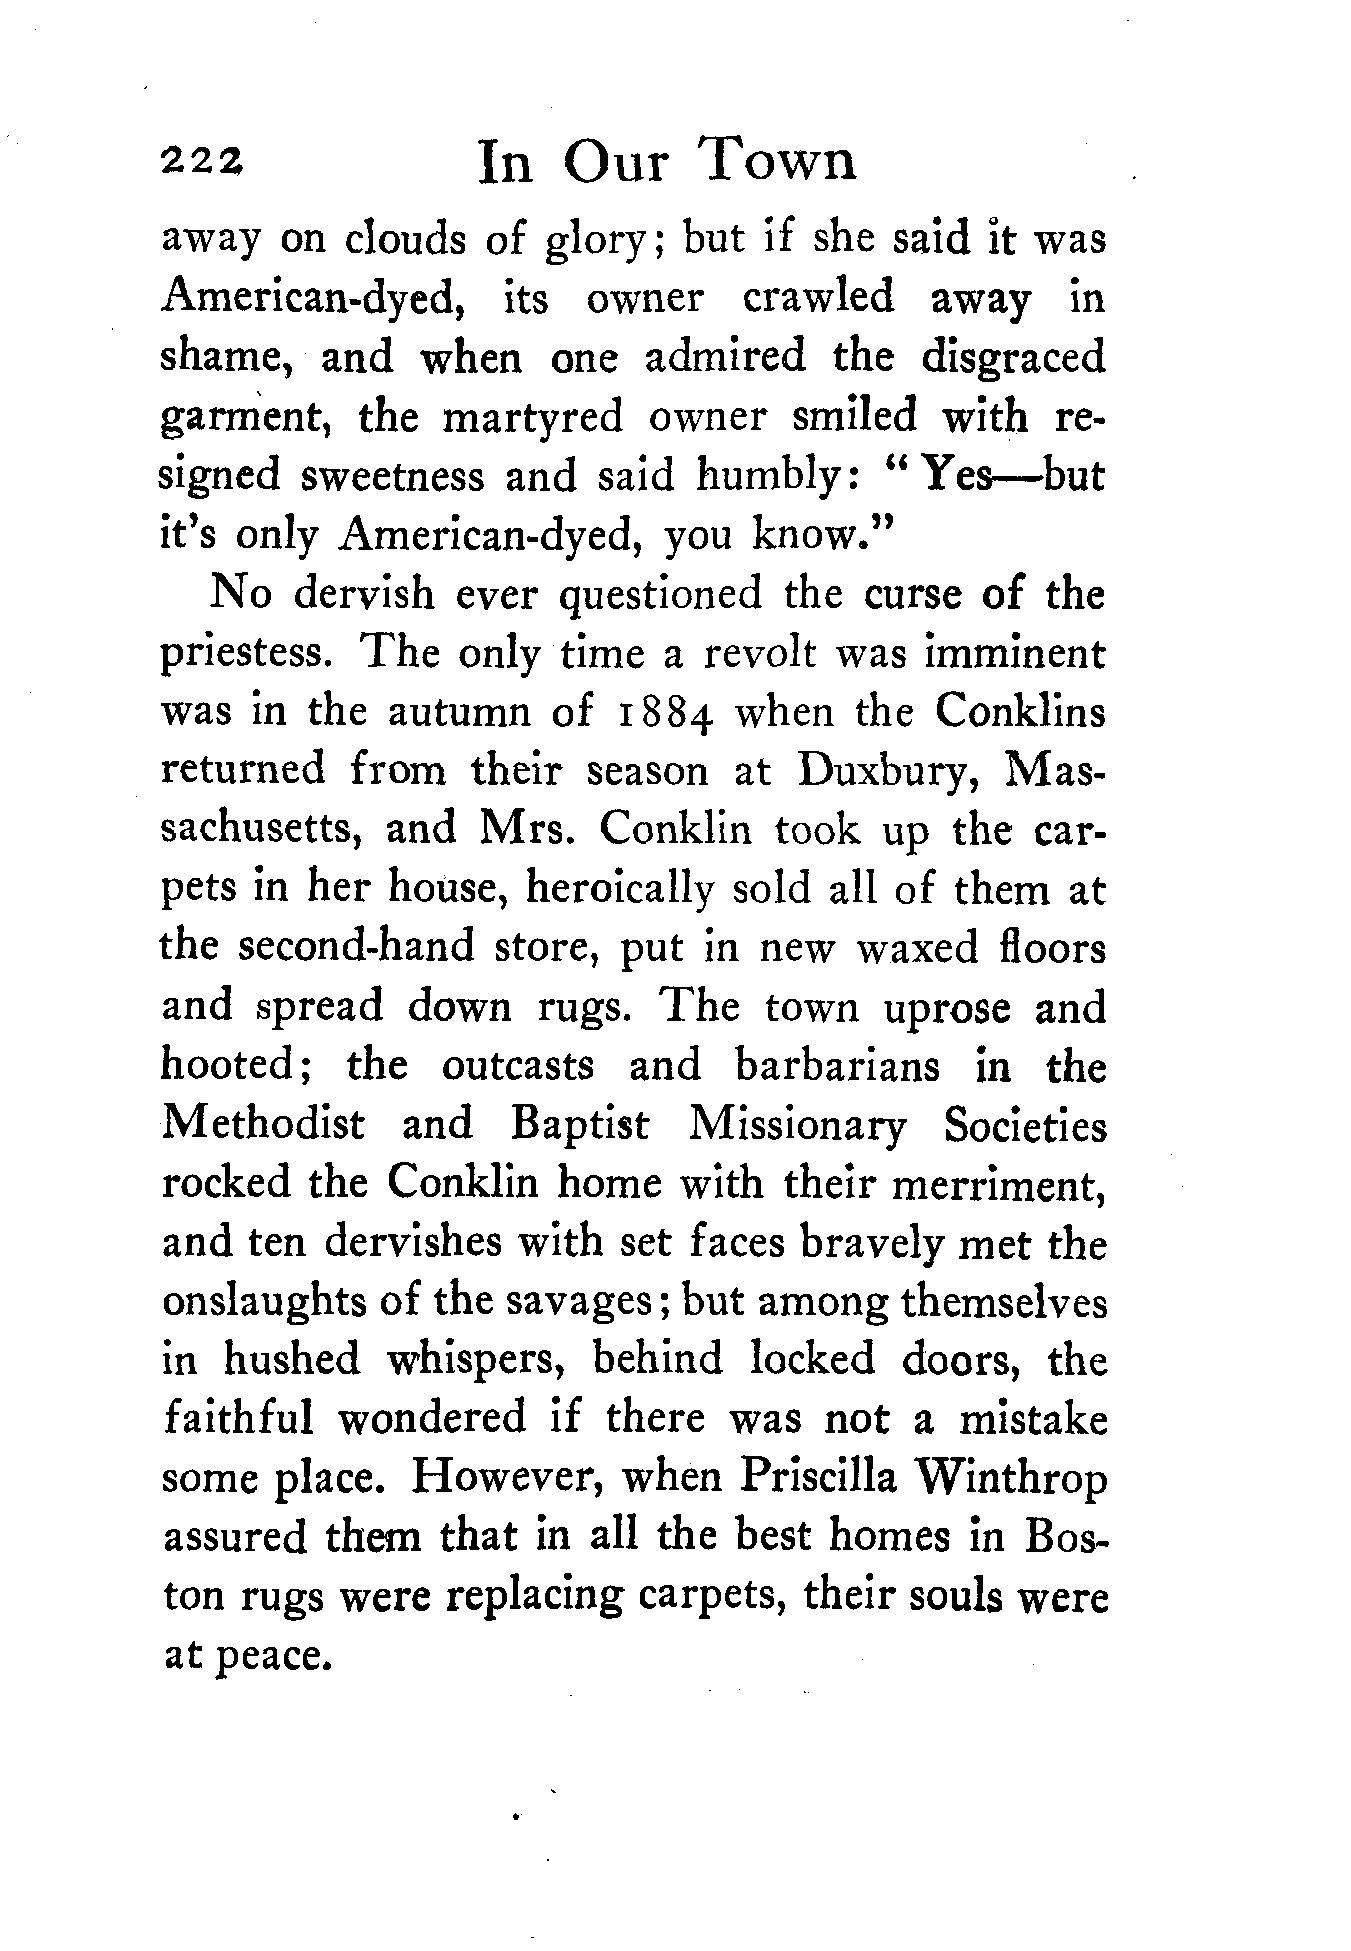 222 In Our Town
away on clouds of glory; but if she said it was
American-dyed, its owner crawled away in
shame, and when one admired the disgraced
garment, the martyred owner smiled with re-
signed sweetness and said humbly: “ Yes—but
it's only American-dyed, you know.”
No dervish ever questioned the curse of the
priestess. The only time a revolt was imminent
was in the autumn of 1884 when the Conklins
returned from their season at Duxbury, Mas-
sachusetts, and Mrs. Conklin took up the car-
pets in her house, heroically sold all of them at
the second-hand store, put in new waxed floors
and spread down rugs. The town uprose and
hooted; the outcasts and barbarians in the
Methodist and Baptist Missionary Societies
rocked the Conklin home with their merriment,
and ten dervishes with set faces bravely met the
onslaughts of the savages; but among themselves
in hushed whispers, behind locked doors, the
faithful wondered if there was not a mistake
some place. However, when Priscilla Winthrop
assured them that in all the best homes in Bos-
ton rugs were replacing carpets, their souls were
at peace.